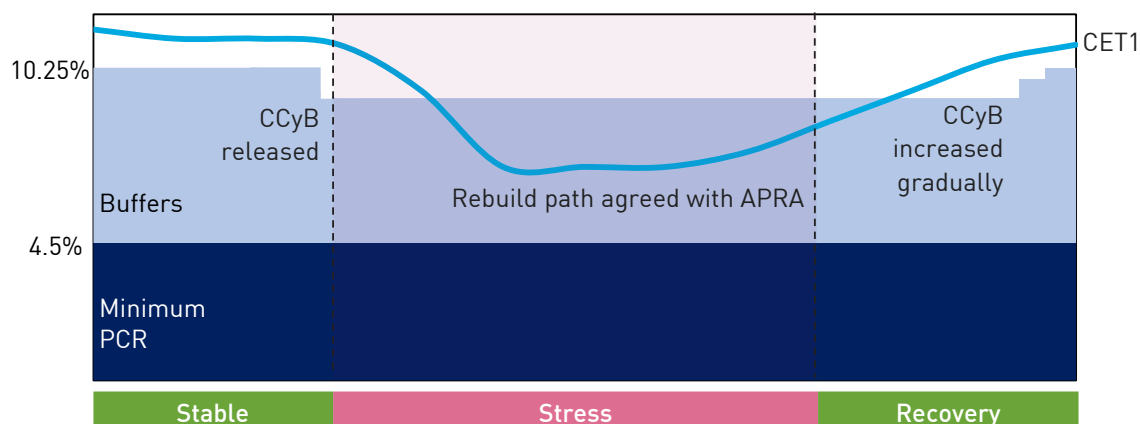 CET1
10.25%
CCyB
released
CCyB
increased
gradually
Rebuild path agreed with APRA
Buffers
4.5%
Minimum
PCR
Stable
Stress
Recovery